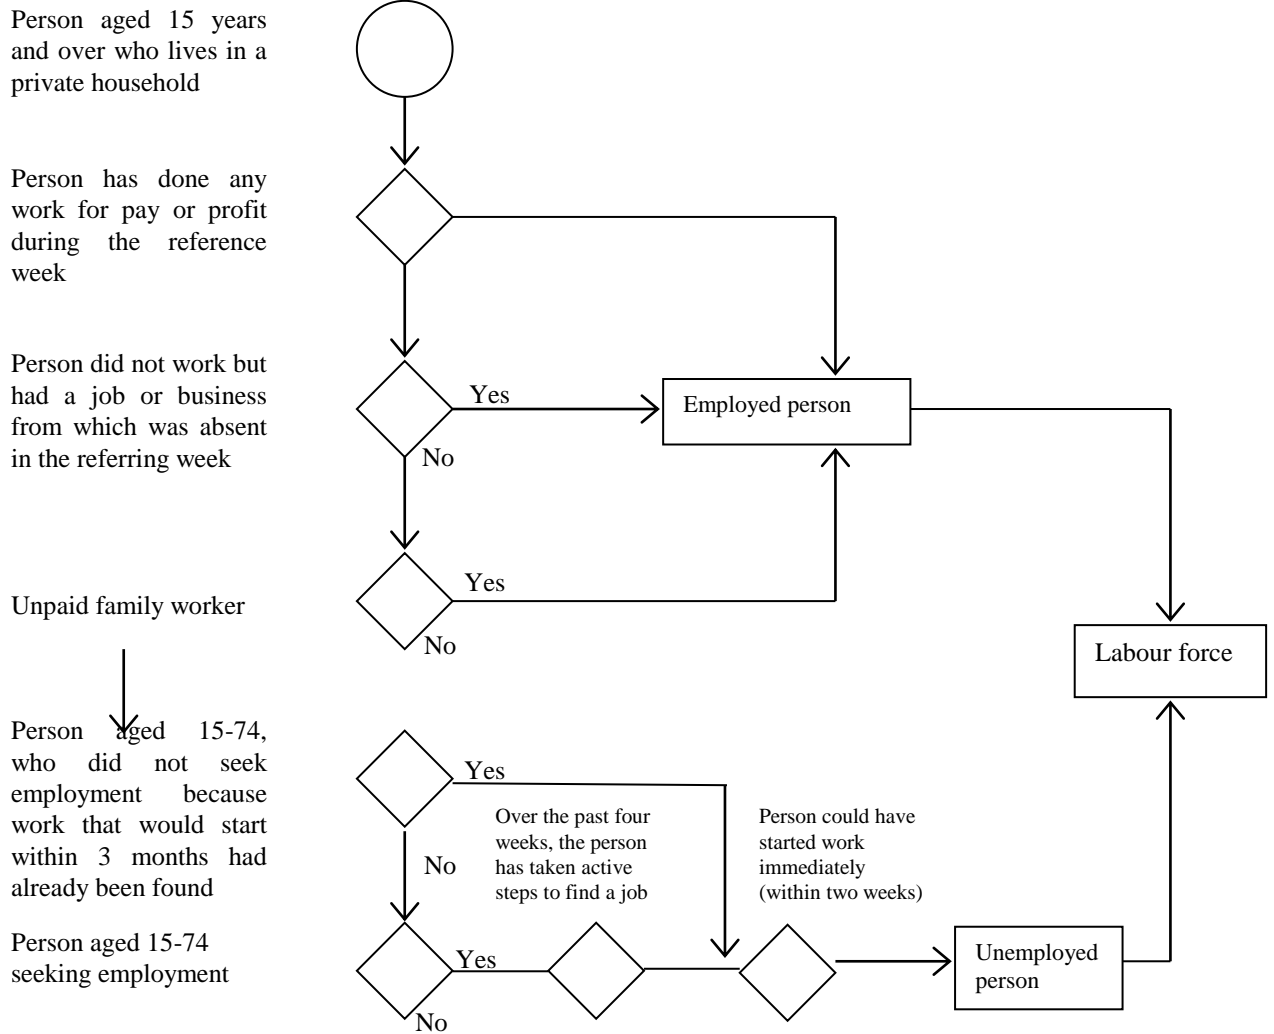 Person aged 15 years
and over who lives in a
private household
Person has done any
work for pay or profit
during the reference
week
Person did not work but
had a job or business
from which was absent
in the referring week
Yes
No
Employed person
Unpaid family worker
Yes
No
Labour force
Person aged 15-74,
who did not seek
employment because
work that would start
within 3 months had
already been found
Yes
No
Over the past four
weeks, the person
has taken active
steps to find a job
Person could have
started work
immediately
(within two weeks)
Person aged 15-74
seeking employment
Yes
No
Unemployed
person